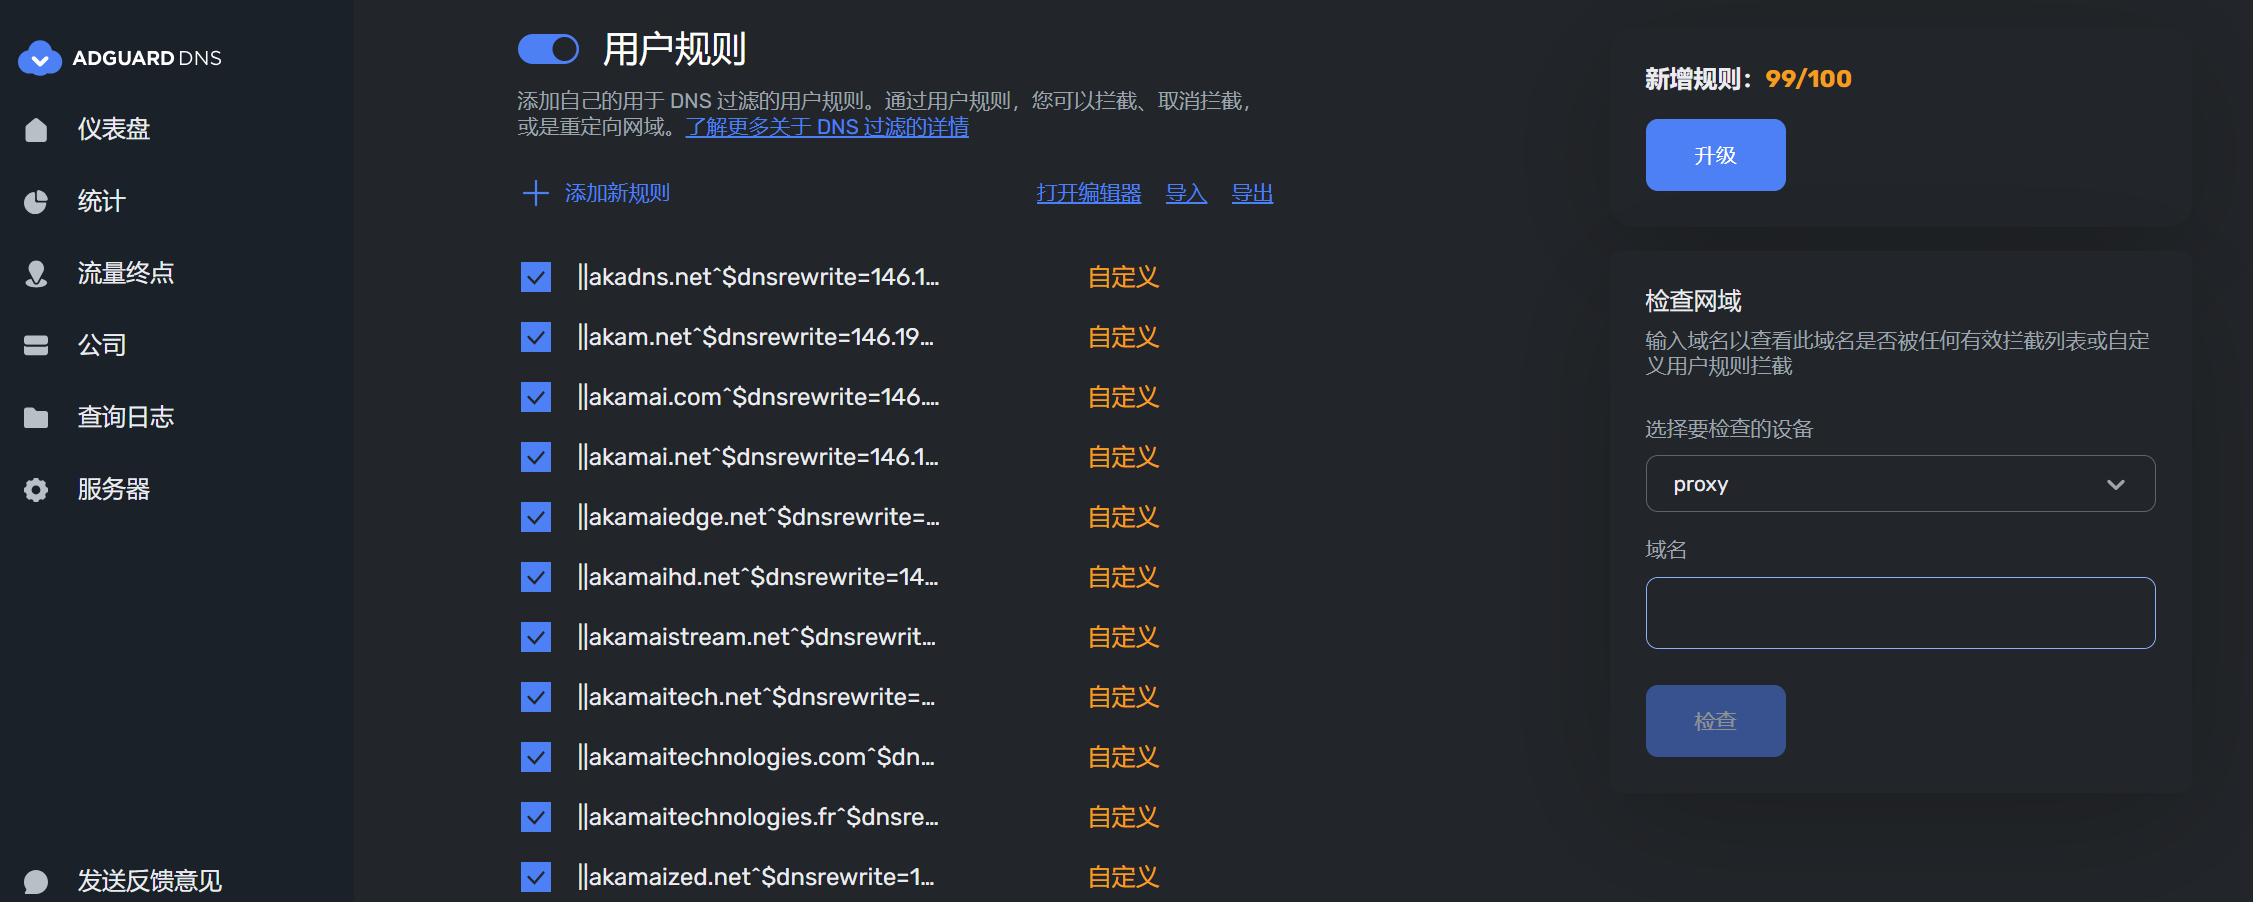 ADGUARD DNS
仪表盘
统计
流量终点
公司
查询日志
服务器
发送反馈意见
用户规则
添加自己的用于 DNS 过滤的用户规则。通过用户规则，您可以拦截、取消拦截，
或是重定向网域。了解更多关于 DNS 过滤的详情
添加新规则 打开编辑器 导入 导出
||akadns.net^$dnsrewrite=146.1... 自定义
||akam.net^$dnsrewrite=146.19... 自定义
||akamai.com^$dnsrewrite=146.... 自定义
||akamai.net^$dnsrewrite=146.1... 自定义
||akamaiedge.net^$dnsrewrite=... 自定义
||akamaihd.net^$dnsrewrite=14... 自定义
||akamaistream.net^$dnsrewrit... 自定义
||akamaitech.net^$dnsrewrite=... 自定义
||akamaitechnologies.com^$dn... 自定义
||akamaitechnologies.fr^$dnsre... 自定义
||akamaized.net^$dnsrewrite=1... 自定义
新增规则：99/100
升级
检查网域
输入域名以查看此域名是否被任何有效拦截列表或自定
义用户规则拦截
选择要检查的设备
proxy
域名
检查